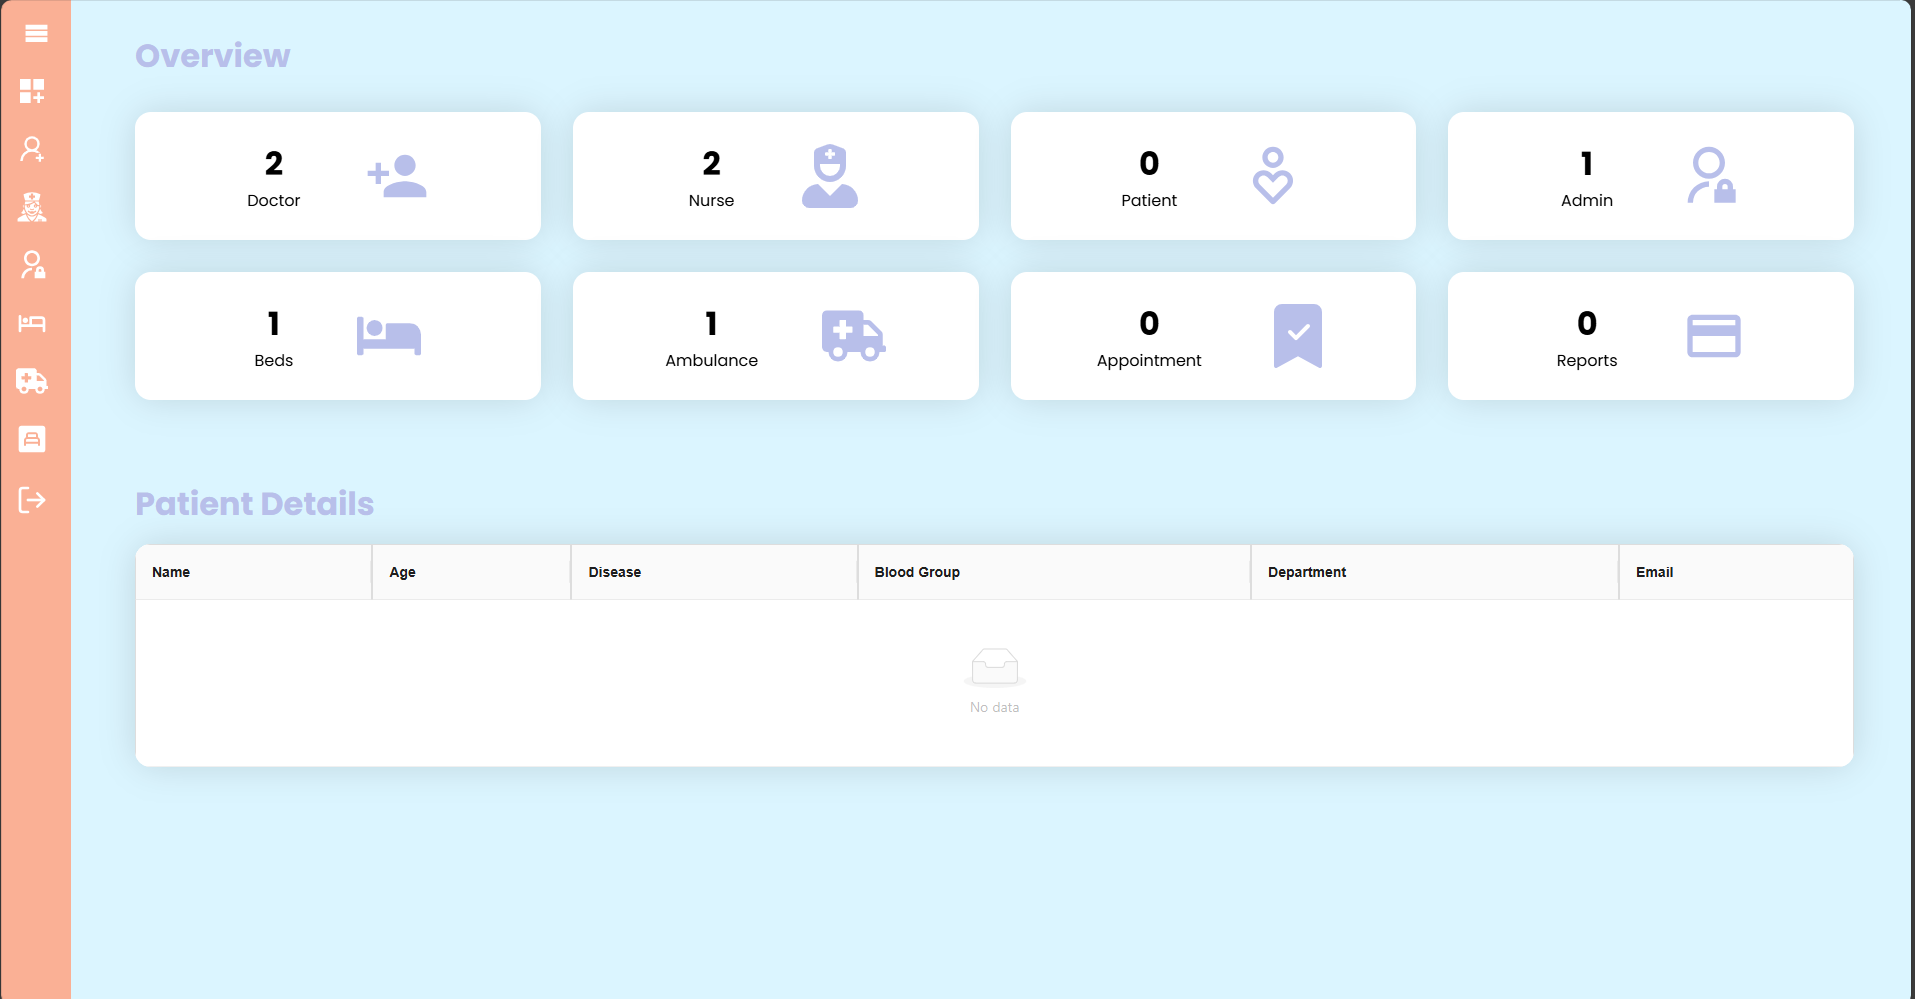 Overview
2
Doctor
2
Nurse
0
Patient
1
Admin
1
Beds
1
Ambulance
0
Appointment
0
Reports
Patient Details
Name Age Disease Blood Group Department Email
No data